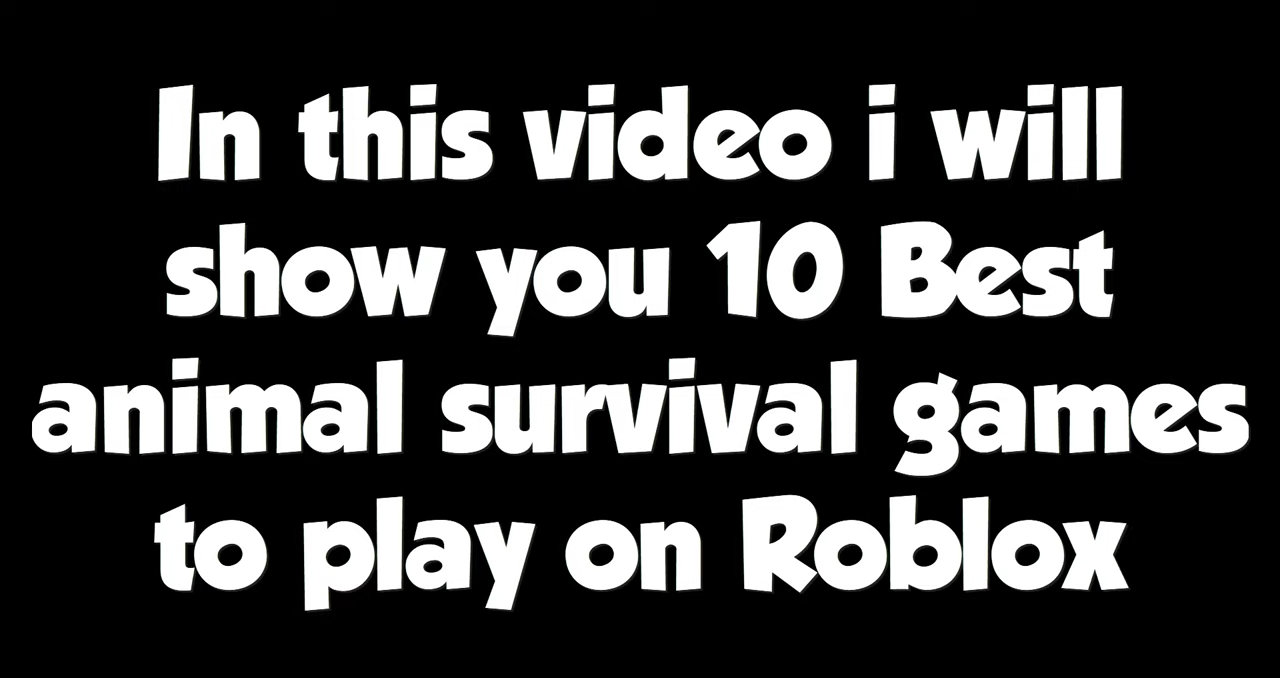 In this video i will
show you 10 Best
animal survival games
to play on Roblox